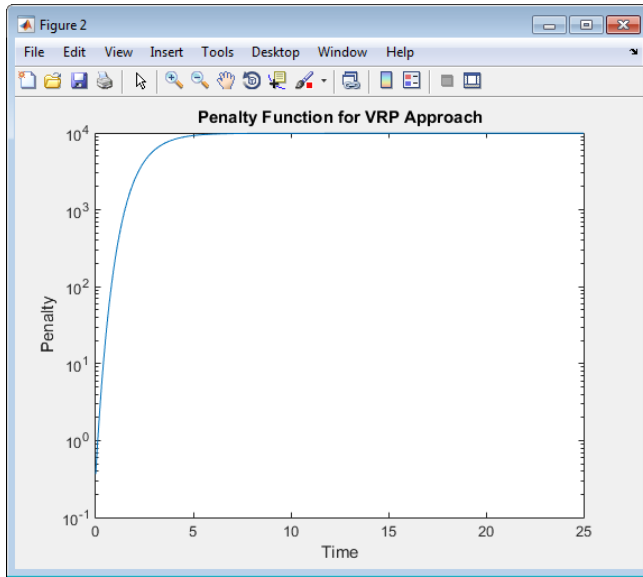 Figure 2
File Edit View Insert Tools Desktop Window Help
Penalty Function for VRP Approach
10^4
10^3
10^2
10^1
10^0
10^-1
Penalty
0 5 10 15 20 25
Time